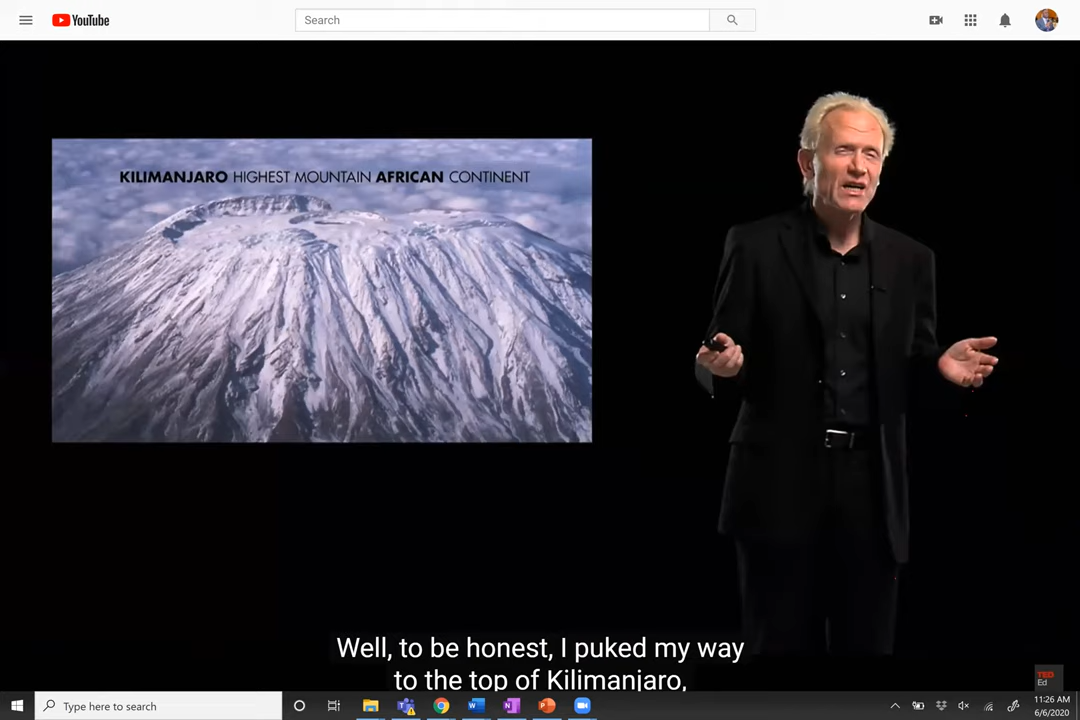 YouTube
Search
KILIMANJARO HIGHEST MOUNTAIN AFRICAN CONTINENT
Well, to be honest, I puked my way
to the top of Kilimanjaro,
TED
Ed
Type here to search
11:26 AM
6/6/2020